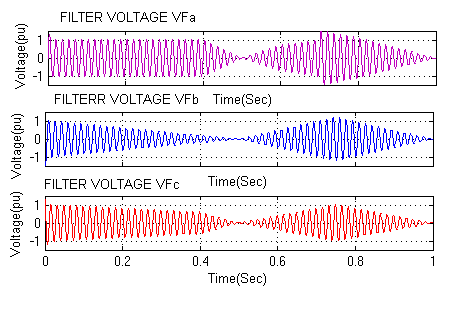 FILTER VOLTAGE VFa
Voltage(pu)
1
0
-1
FILTERR VOLTAGE VFb Time(Sec)
Voltage(pu)
1
0
-1
Time(Sec)
FILTER VOLTAGE VFc
Voltage(pu)
1
0
-1
0 0.2 0.4 0.6 0.8 1
Time(Sec)